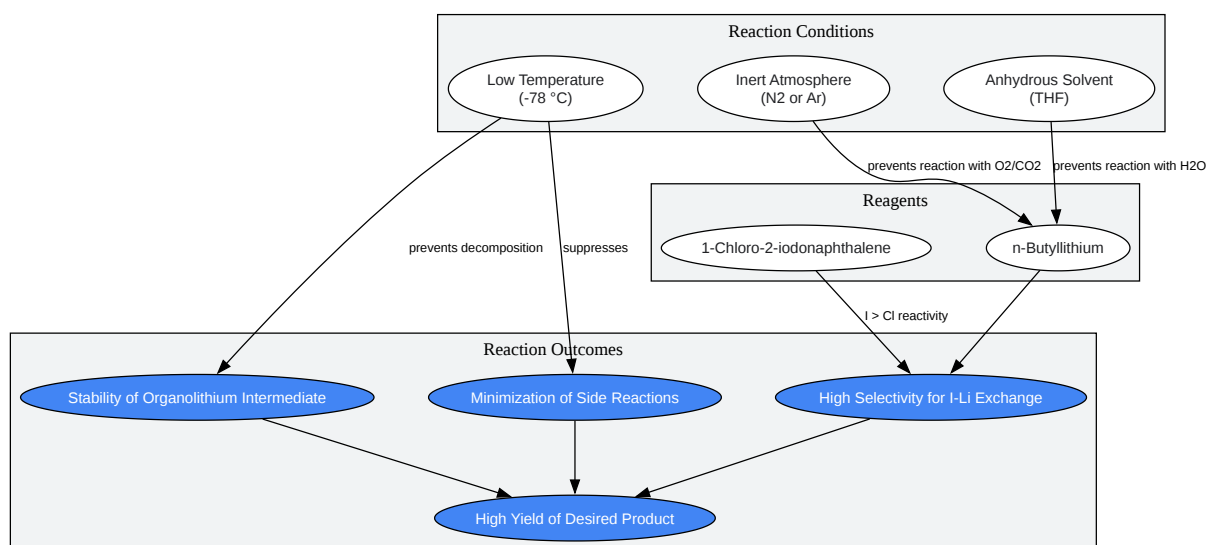 Reaction Conditions
Low Temperature
(-78 °C)
Inert Atmosphere
(N2 or Ar)
Anhydrous Solvent
(THF)
prevents reaction with O2/CO2
prevents reaction with H2O
Reagents
1-Chloro-2-iodonaphthalene
n-Butyllithium
prevents decomposition
suppresses
I > Cl reactivity
Reaction Outcomes
Stability of Organolithium Intermediate
Minimization of Side Reactions
High Selectivity for I-Li Exchange
High Yield of Desired Product